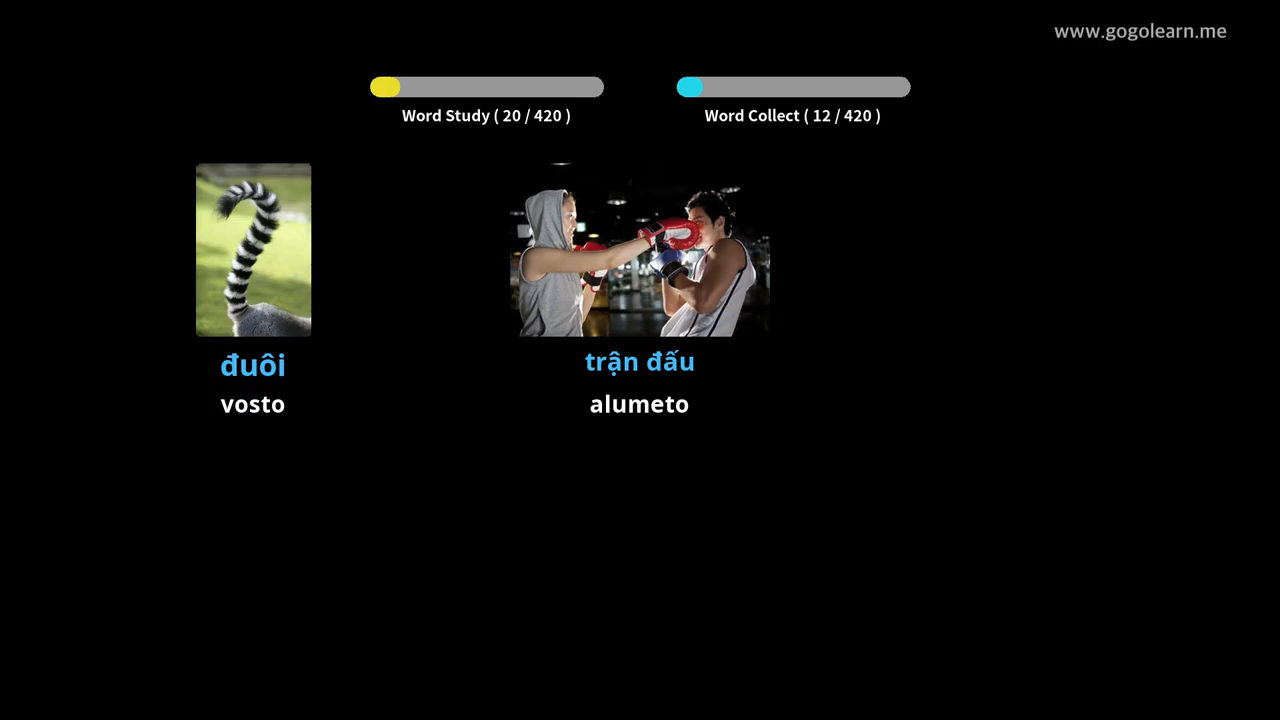 www.gogolearn.me
Word Study ( 20 / 420 )
Word Collect ( 12 / 420 )
đuôi
vosto
trận đấu
alumeto